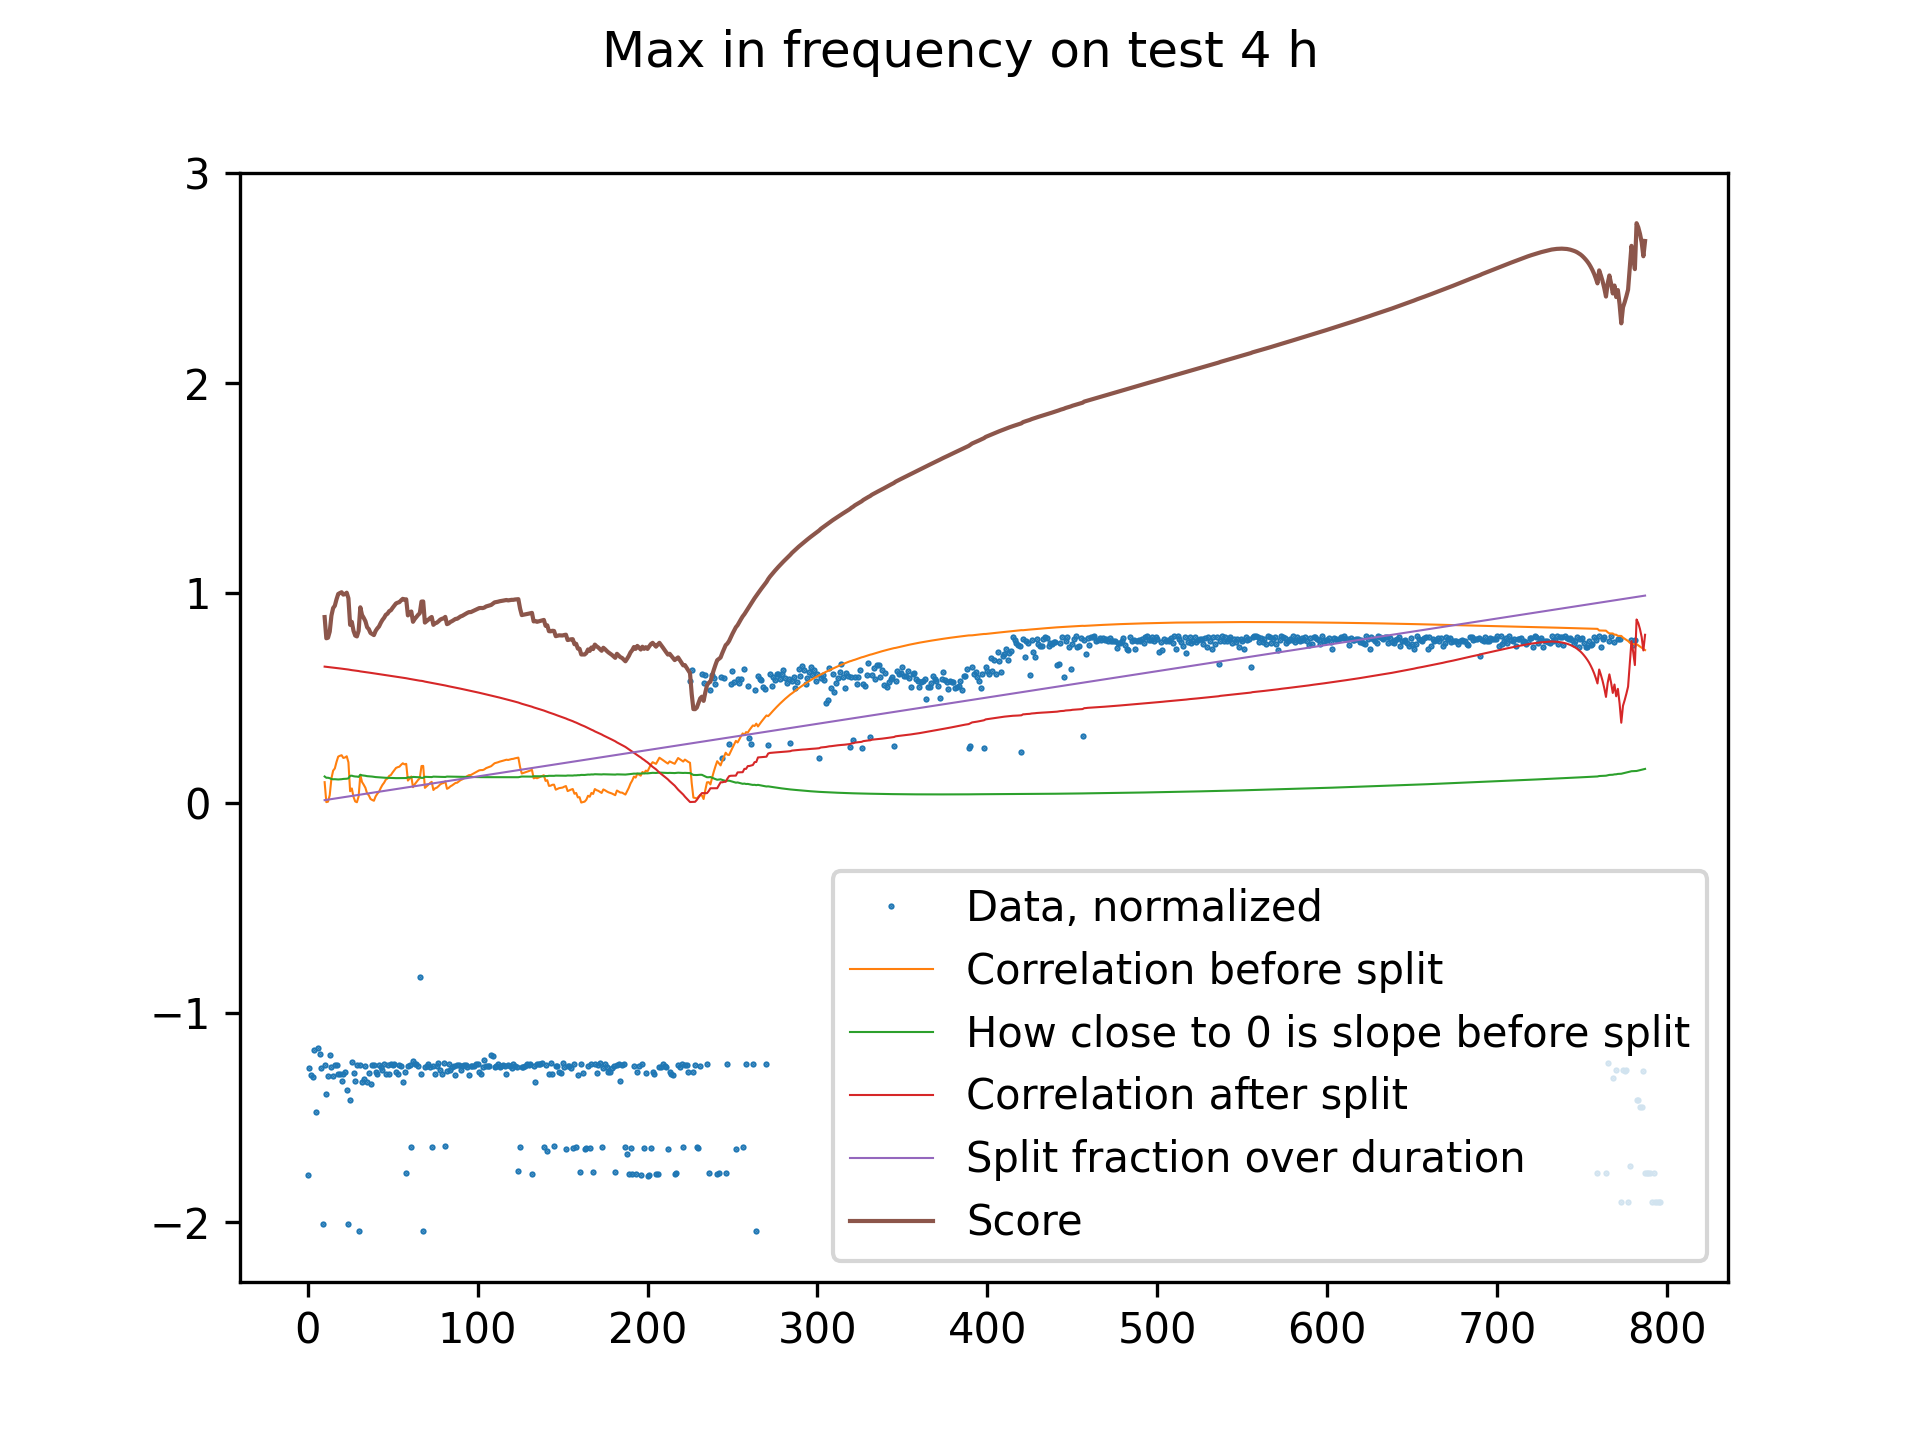 Max in frequency on test 4 h
3
2
1
0
−1
−2
Data, normalized
Correlation before split
How close to 0 is slope before split
Correlation after split
Split fraction over duration
Score
0 100 200 300 400 500 600 700 800